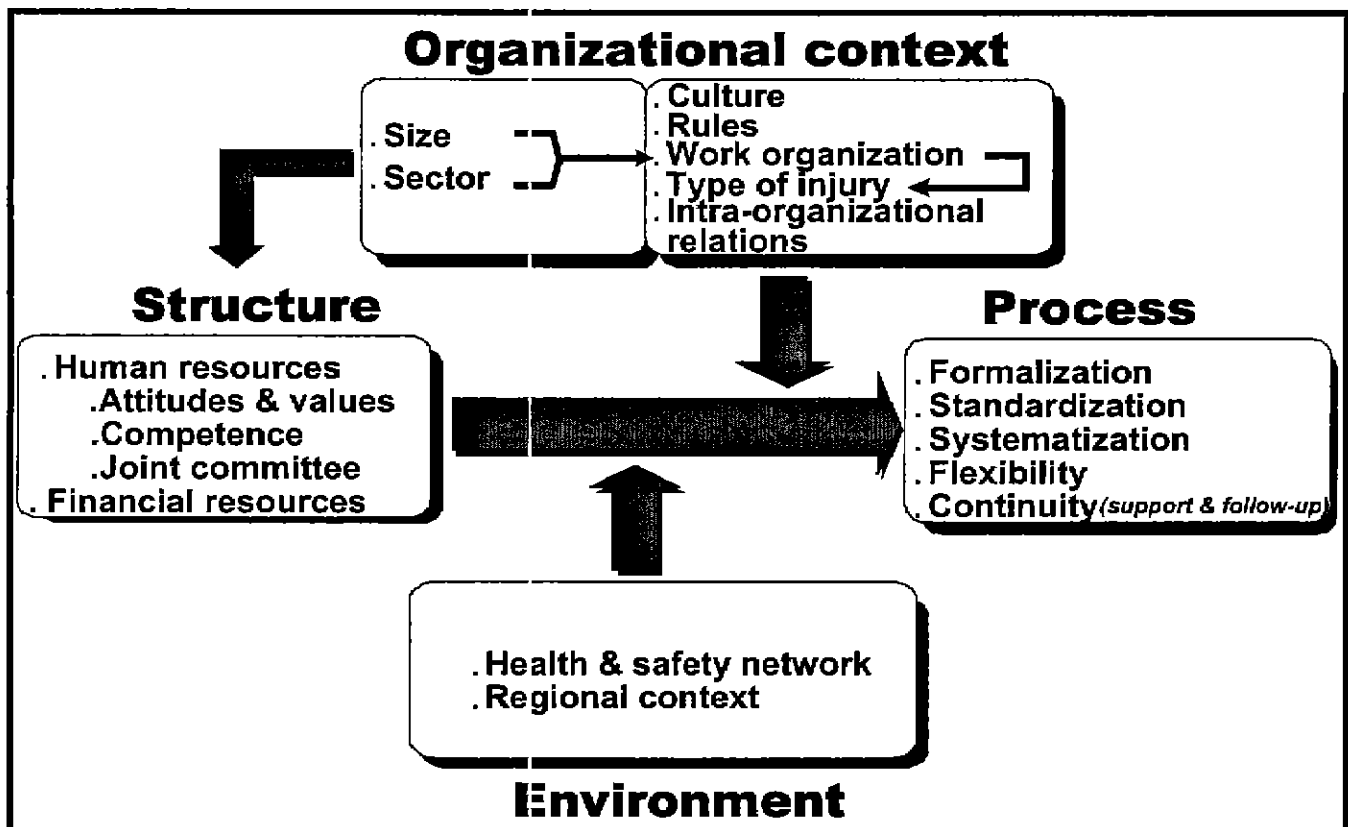 Organizational context
. Size
. Sector
. Culture
. Rules
. Work organization
. Type of injury
. Intra-organizational
relations
Structure
. Human resources
.Attitudes & values
.Competence
.Joint committee
. Financial resources
Process
. Formalization
. Standardization
. Systematization
. Flexibility
. Continuity (support & follow-up)
. Health & safety network
. Regional context
Environment